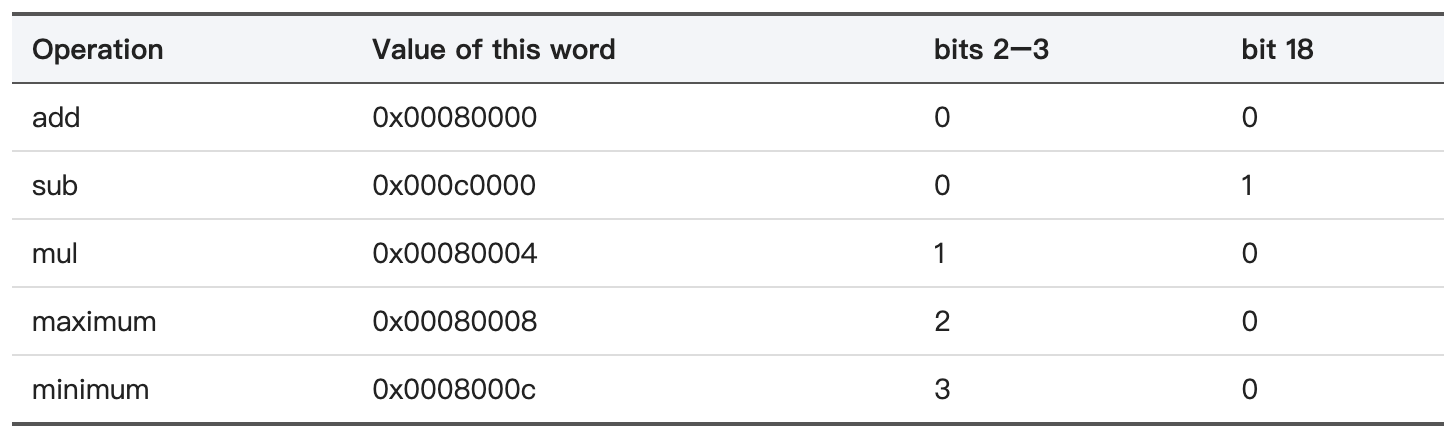 Operation Value of this word bits 2—3 bit 18
add 0x00080000 0 0
sub 0x000c0000 0 1
mul 0x00080004 1 0
maximum 0x00080008 2 0
minimum 0x0008000c 3 0